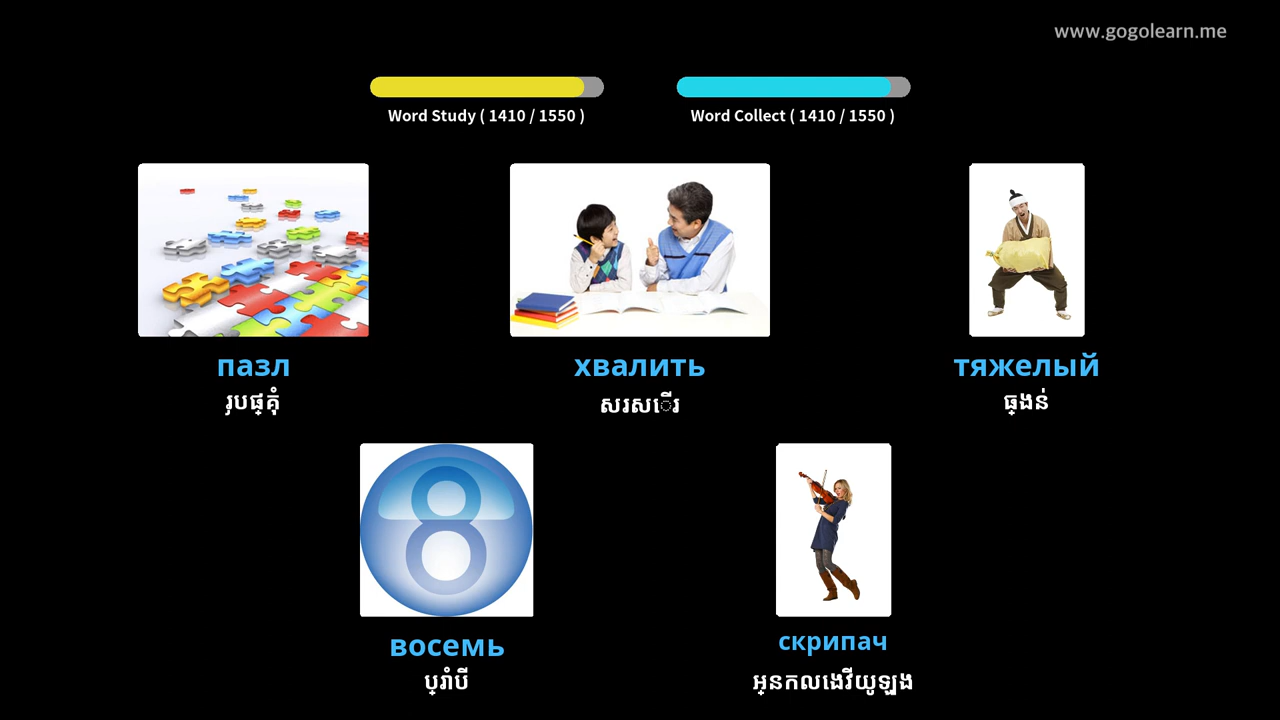 www.gogolearn.me
Word Study ( 1410 / 1550 )
Word Collect ( 1410 / 1550 )
пазл
хвалить
тяжелый
រូបផ្គុំ
សរសើរ
ធ្ងន់
8
восемь
скрипач
ប្រាំបី
អ្នកលេងវីយូឡុង